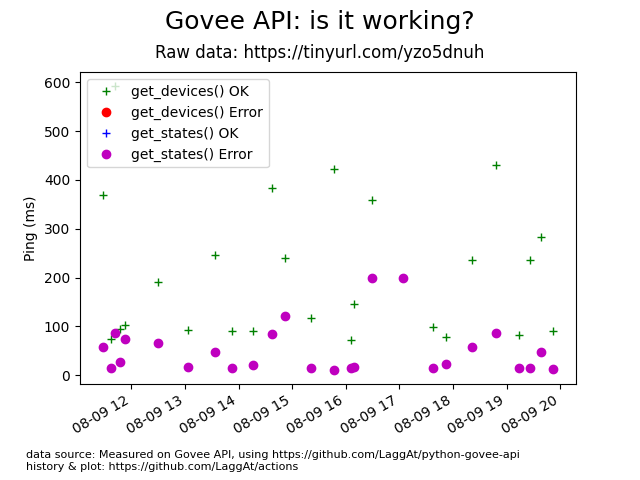 Govee API: is it working?
Raw data: https://tinyurl.com/yzo5dnuh
get_devices() OK
get_devices() Error
get_states() OK
get_states() Error
Ping (ms)
600
500
400
300
200
100
0
08-09 12
08-09 13
08-09 14
08-09 15
08-09 16
08-09 17
08-09 18
08-09 19
08-09 20
data source: Measured on Govee API, using https://github.com/LaggAt/python-govee-api
history & plot: https://github.com/LaggAt/actions